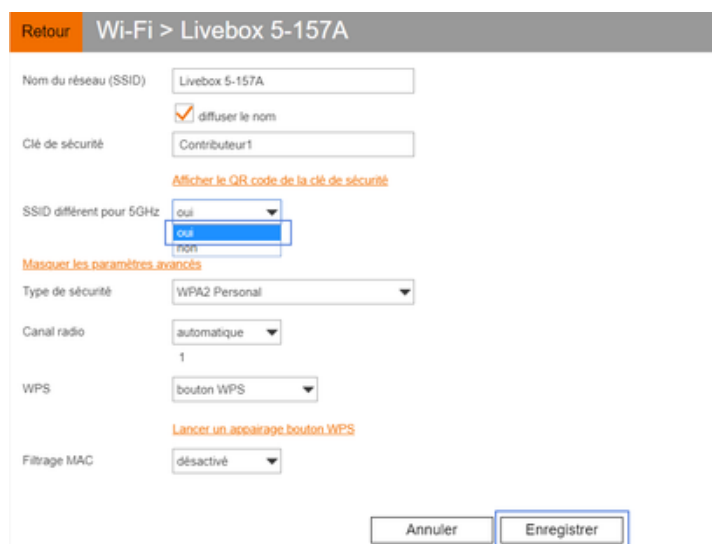 Retour Wi-Fi > Livebox 5-157A
Nom du réseau (SSID) Livebox 5-157A
diffuser le nom
Clé de sécurité Contributeur1
Afficher le QR code de la clé de sécurité
SSID différent pour 5GHz oui
oui
non
Masquer les paramètres avancés
Type de sécurité WPA2 Personal
Canal radio automatique
1
WPS bouton WPS
Lancer un appairage bouton WPS
Filtrage MAC désactivé
Annuler Enregistrer